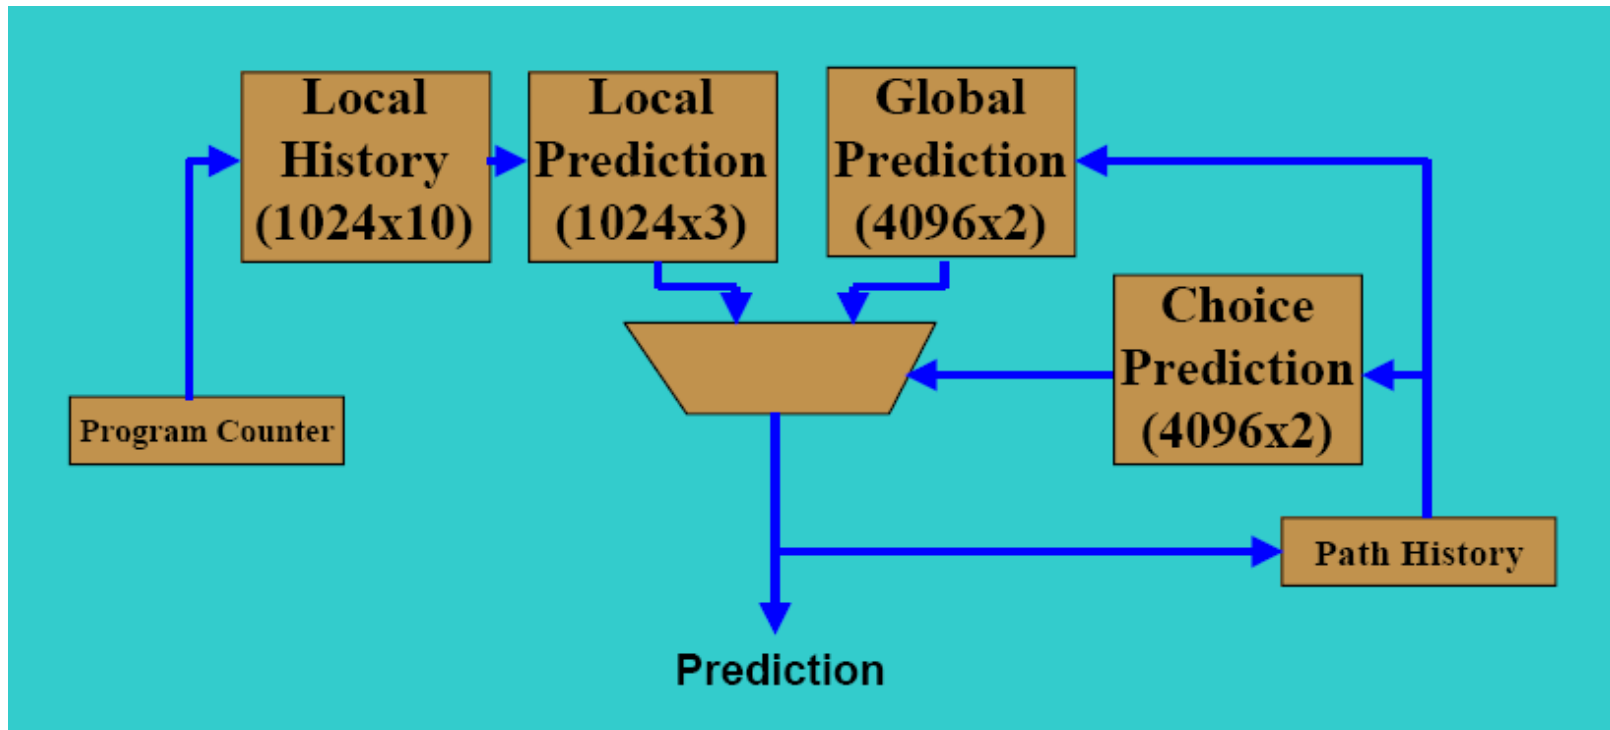 Local
History
(1024x10)
Local
Prediction
(1024x3)
Global
Prediction
(4096x2)
Choice
Prediction
(4096x2)
Program Counter
Path History
Prediction